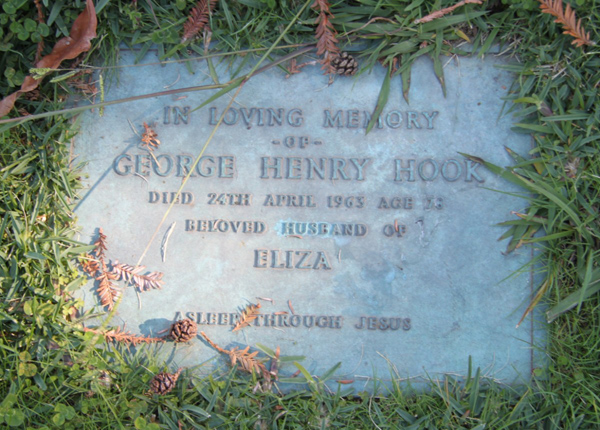 IN LOVING MEMORY
-OF-
GEORGE HENRY HOOK
DIED 24TH APRIL 1963 AGE
BELOVED HUSBAND OF
ELIZA
ASLEEP THROUGH JESUS